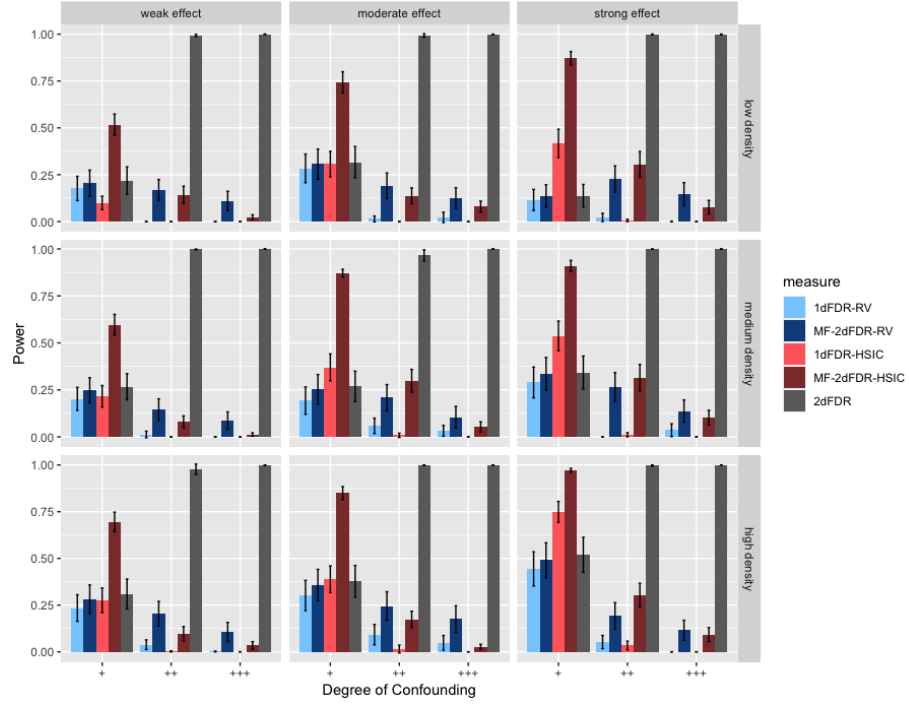 weak effect
moderate effect
strong effect
1.00
0.75
0.50
0.25
0.00
low density
1.00
0.75
0.50
0.25
0.00
medium density
1.00
0.75
0.50
0.25
0.00
high density
Power
+ ++ +++
+ ++ +++
+ ++ +++
Degree of Confounding
measure
1dFDR-RV
MF-2dFDR-RV
1dFDR-HSIC
MF-2dFDR-HSIC
2dFDR